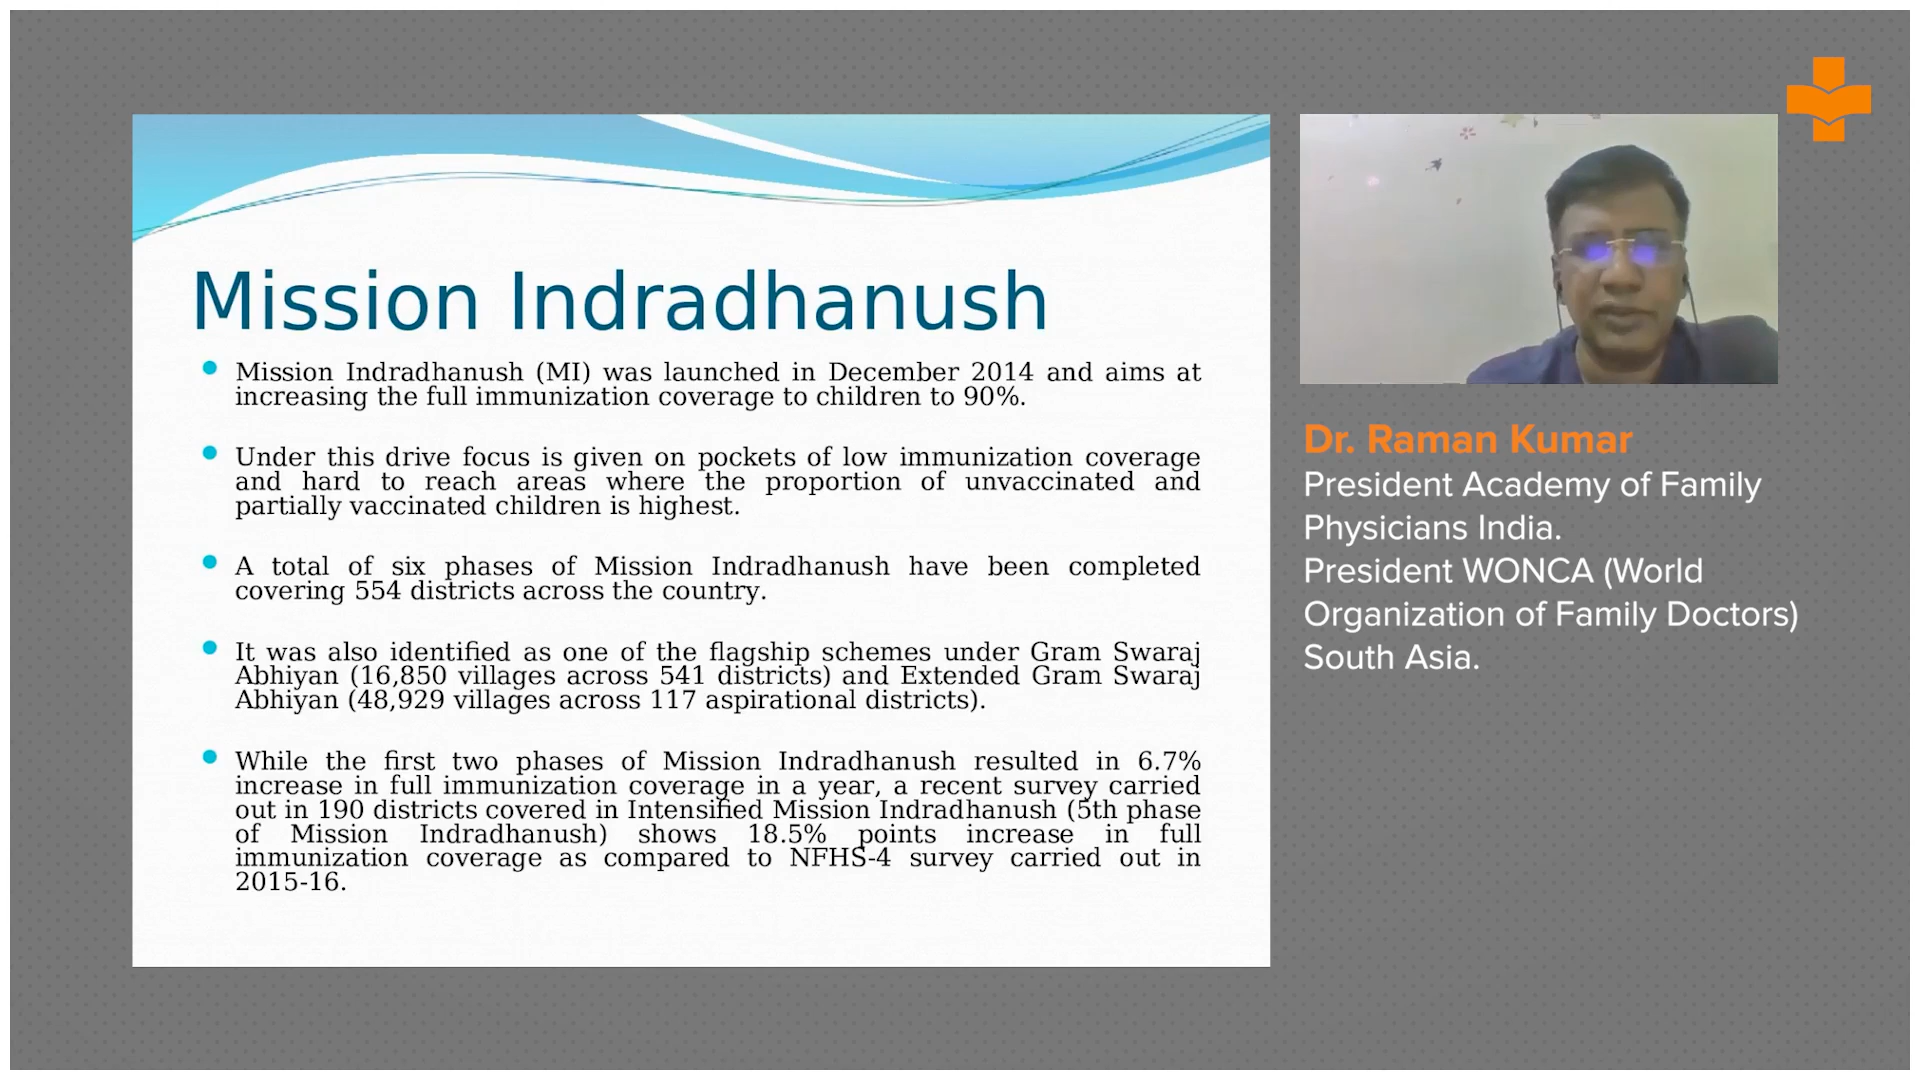 Mission Indradhanush
Mission Indradhanush (MI) was launched in December 2014 and aims at
increasing the full immunization coverage to children to 90%.
Under this drive focus is given on pockets of low immunization coverage
and hard to reach areas where the proportion of unvaccinated and
partially vaccinated children is highest.
A total of six phases of Mission Indradhanush have been completed
covering 554 districts across the country.
It was also identified as one of the flagship schemes under Gram Swaraj
Abhiyan (16,850 villages across 541 districts) and Extended Gram Swaraj
Abhiyan (48,929 villages across 117 aspirational districts).
While the first two phases of Mission Indradhanush resulted in 6.7%
increase in full immunization coverage in a year, a recent survey carried
out in 190 districts covered in Intensified Mission Indradhanush (5th phase
of Mission Indradhanush) shows 18.5% points increase in full
immunization coverage as compared to NFHS-4 survey carried out in
2015-16.
Dr. Raman Kumar
President Academy of Family
Physicians India.
President WONCA (World
Organization of Family Doctors)
South Asia.